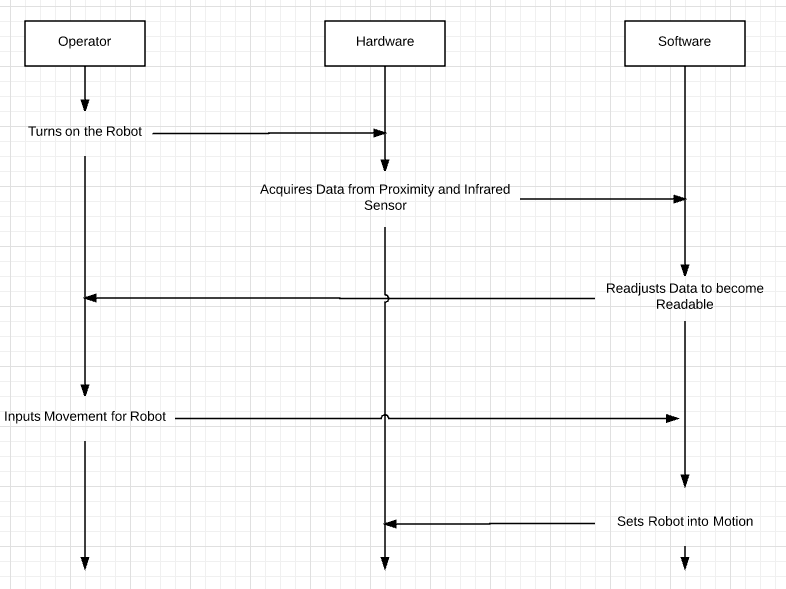 Operator
Hardware
Software
Turns on the Robot
Acquires Data from Proximity and Infrared
Sensor
Readjusts Data to become
Readable
Inputs Movement for Robot
Sets Robot into Motion